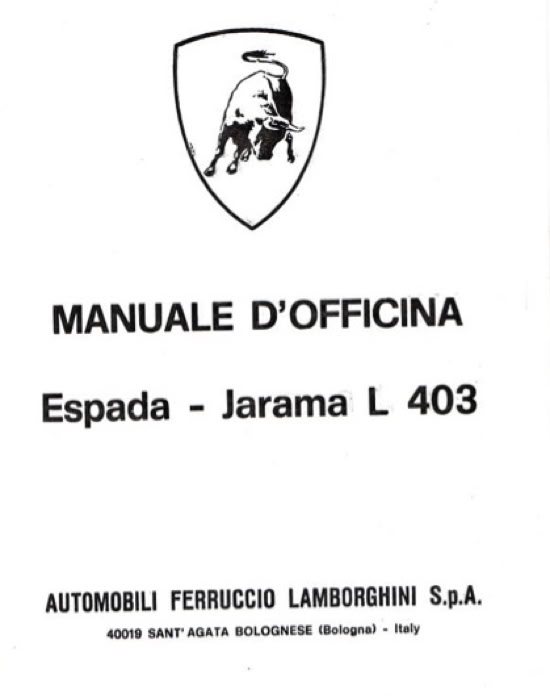 MANUALE D'OFFICINA
Espada - Jarama L 403
AUTOMOBILI FERRUCCIO LAMBORGHINI S.p.A.
40019 SANT'AGATA BOLOGNESE (Bologna) - Italy